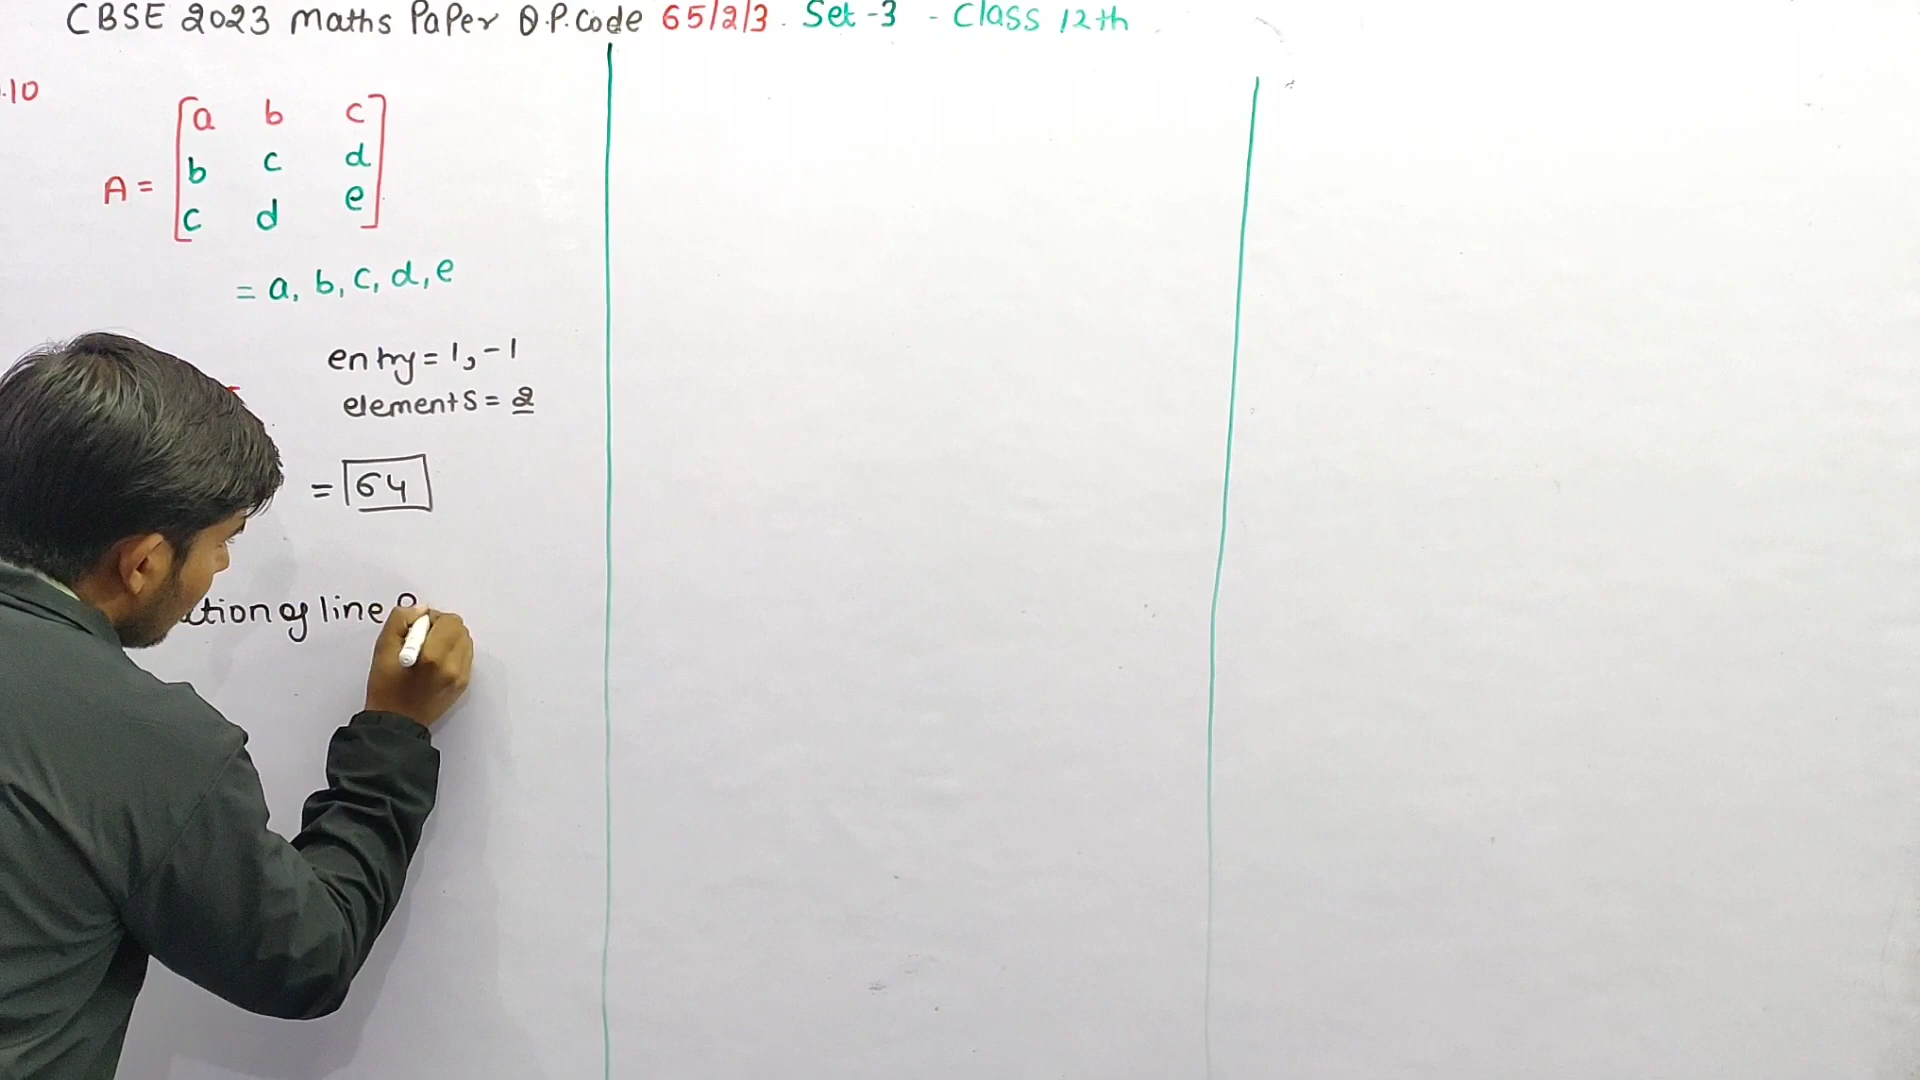 CBSE 2023 Maths Paper Q.P.Code 65/2/3. Set-3 - Class 12th
.10
A = [a b c
b c d
c d e]
= a, b, c, d, e
entry = 1, -1
elements = 2
= 64
of line